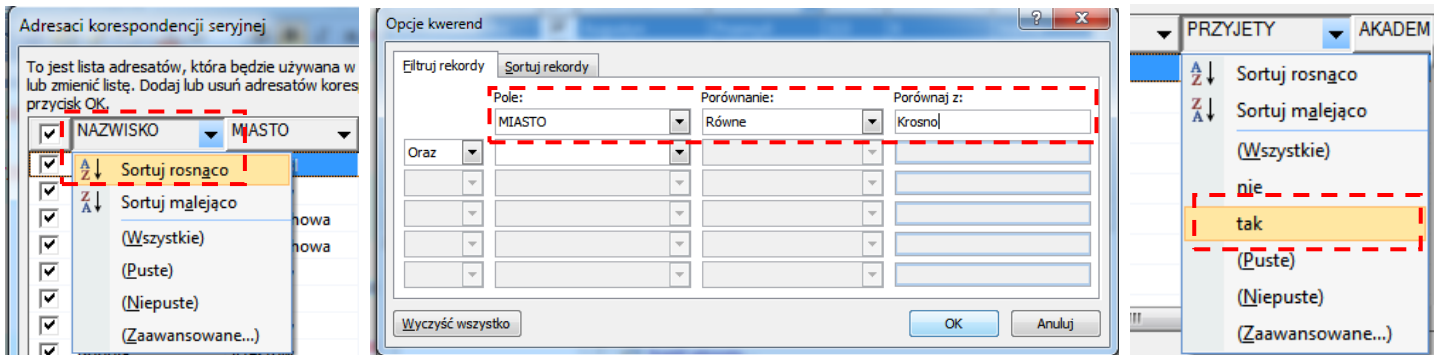 Adresaci korespondencji seryjnej
To jest lista adresatów, która będzie używana w
lub zmienić listę. Dodaj lub usuń adresatów kores
przycisk OK.
NAZWISKO MIASTO
Sortuj rosnąco
Sortuj malejąco
(Wszystkie)
(Puste)
(Niepuste)
(Zaawansowane...)
howa
howa
Opcje kwerend
Filtruj rekordy Sortuj rekordy
Pole: Porównanie: Porównaj z:
MIASTO Równe Krosno
Oraz
Wyczyść wszystko OK Anuluj
PRZYJETY AKADEM
Sortuj rosnąco
Sortuj malejąco
(Wszystkie)
nie
tak
(Puste)
(Niepuste)
(Zaawansowane...)